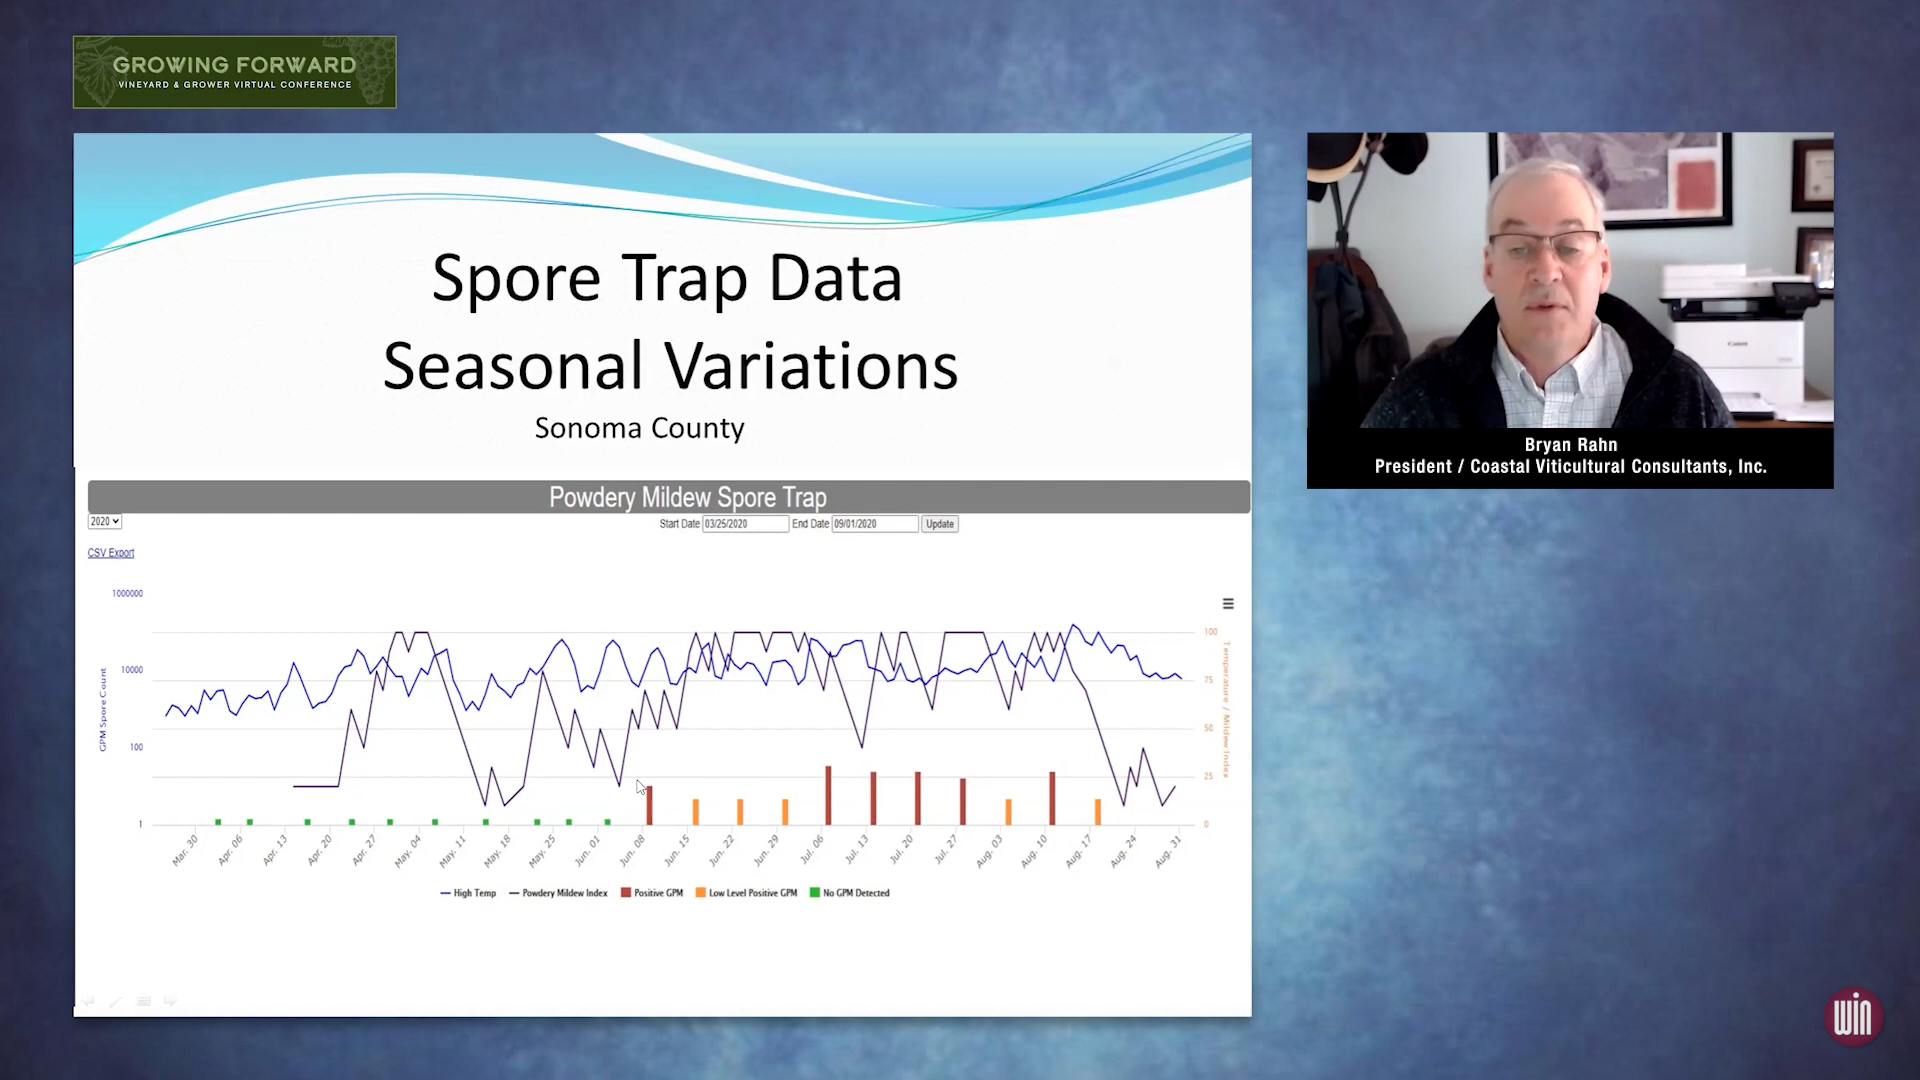 GROWING FORWARD
VINEYARD & GROWER VIRTUAL CONFERENCE
Spore Trap Data
Seasonal Variations
Sonoma County
Powdery Mildew Spore Trap
2020
Start Date 03/25/2020 End Date 09/01/2020 Update
CSV Export
1000000
10000
100
1
GPM Spore Count
100
75
50
25
0
Temperature / Mildew Index
Mar. 30 Apr. 06 Apr. 13 Apr. 20 Apr. 27 May. 04 May. 11 May. 18 May. 25 Jun. 01 Jun. 08 Jun. 15 Jun. 22 Jun. 29 Jul. 06 Jul. 13 Jul. 20 Jul. 27 Aug. 03 Aug. 10 Aug. 17 Aug. 24 Aug. 31
High Temp Powdery Mildew Index Positive GPM Low Level Positive GPM No GPM Detected
Canon
Bryan Rahn
President / Coastal Viticultural Consultants, Inc.
win